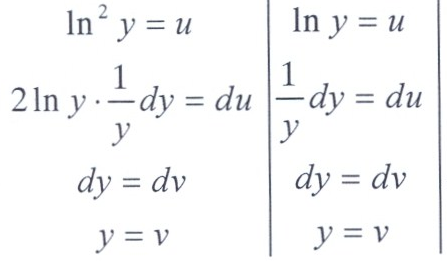 ln² y = u | ln y = u |
2 ln y · 1/y dy = du | 1/y dy = du |
dy = dv | dy = dv |
y = v | y = v |